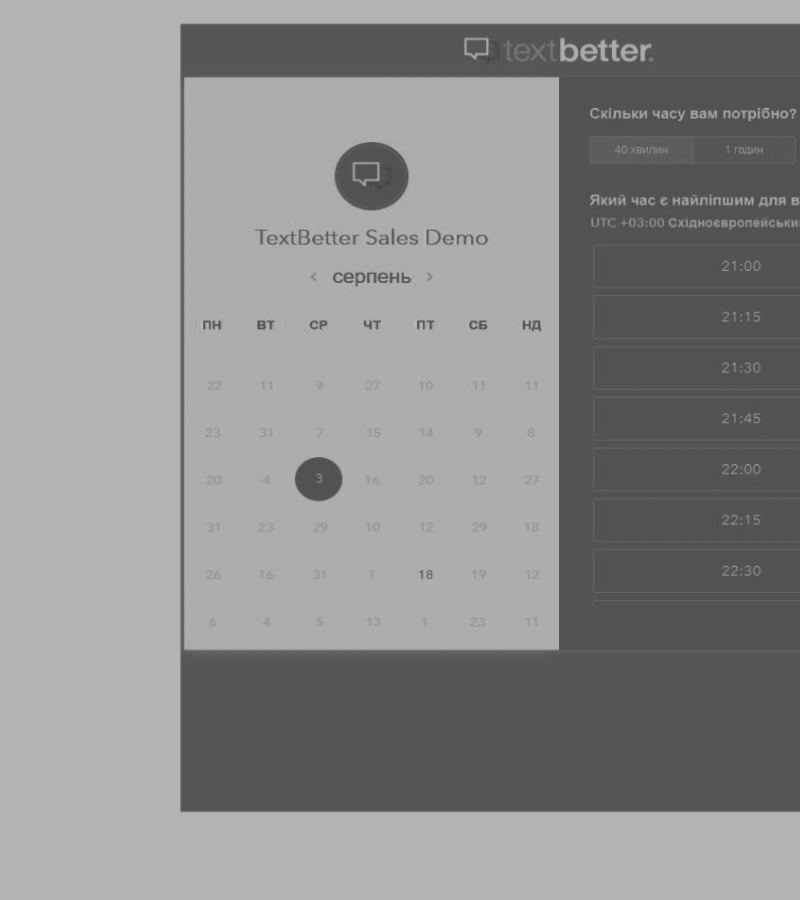 textbetter.
TextBetter Sales Demo
< серпень >
ПН ВТ СР ЧТ ПТ СБ НД
22 11 9 27 10 11 11
23 31 7 15 14 9 8
20 4 3 16 20 12 27
31 23 29 10 12 29 18
26 16 31 1 18 19 12
6 4 5 13 1 23 11
Скільки часу вам потрібно?
40 хвилин 1 годин
Який час є найліпшим для в
UTC +03:00 Східноєвропейськи
21:00
21:15
21:30
21:45
22:00
22:15
22:30